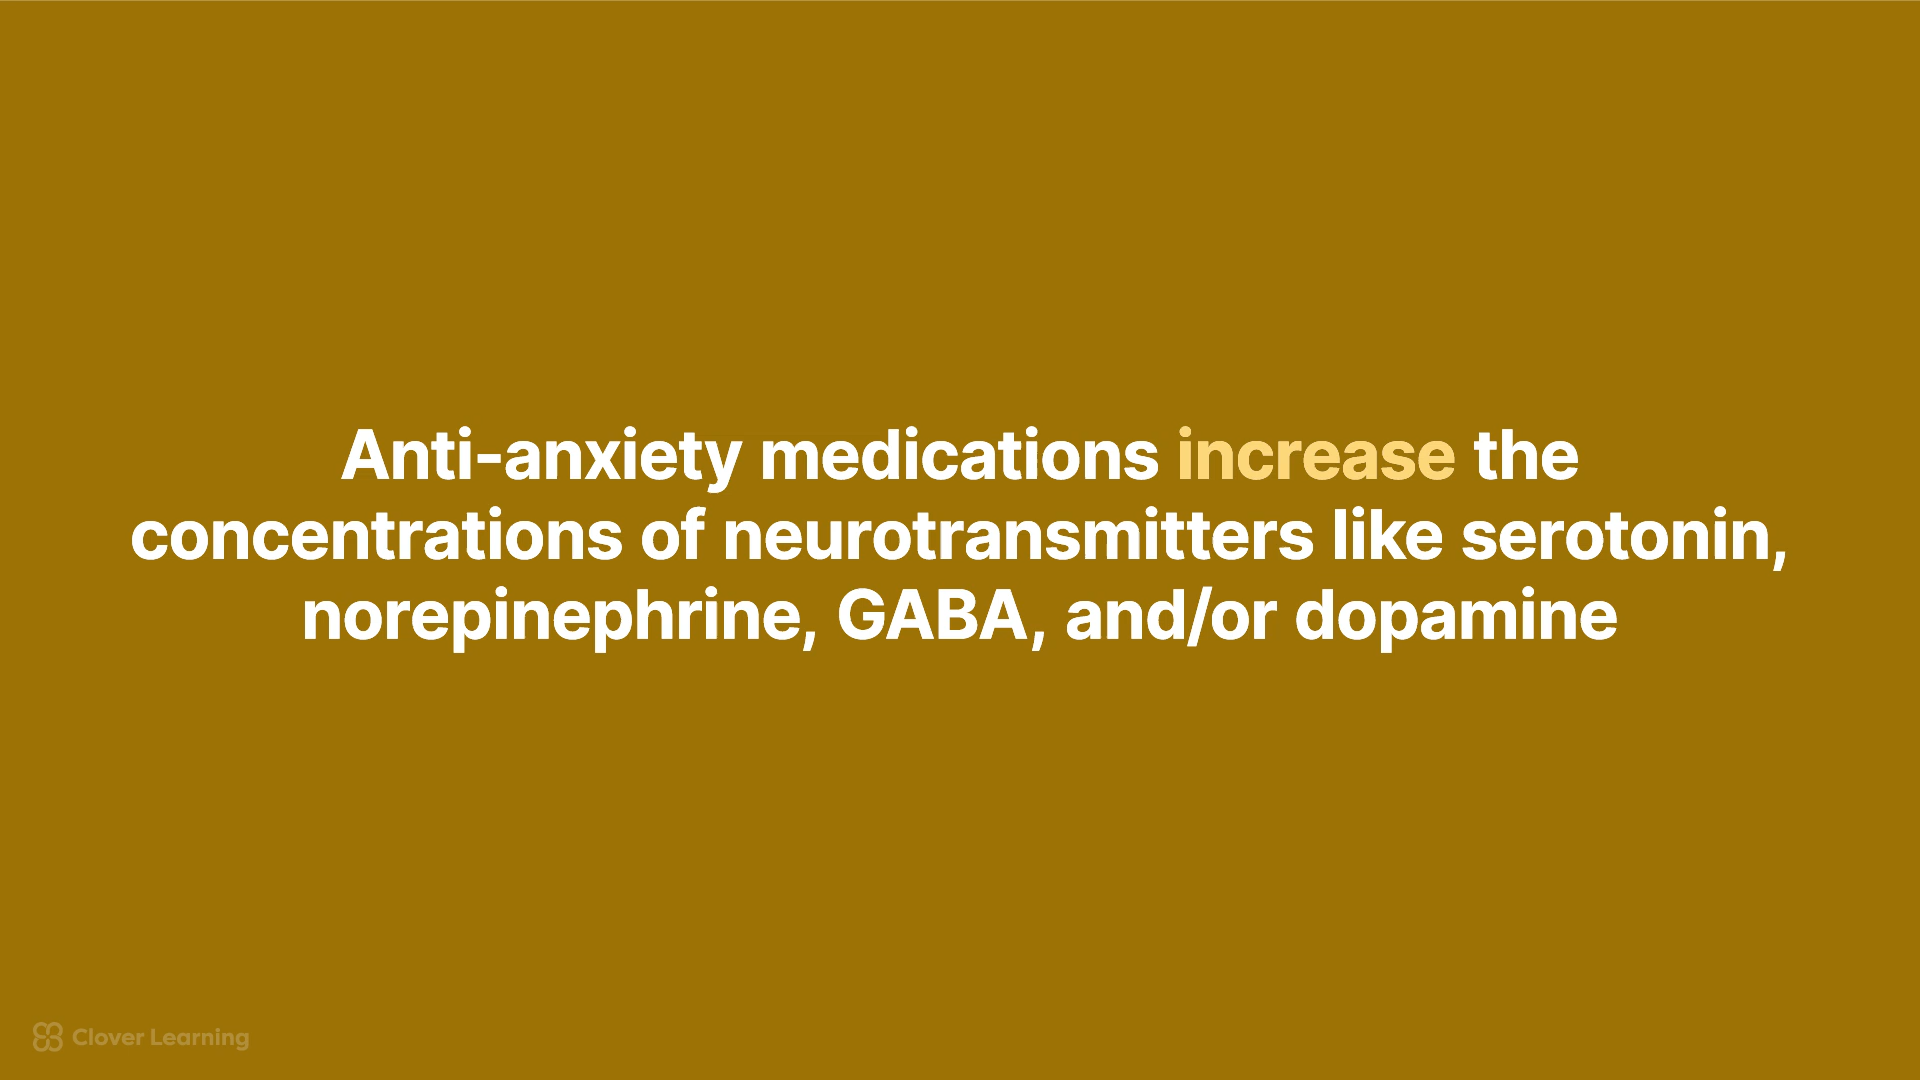 Anti-anxiety medications increase the
concentrations of neurotransmitters like serotonin,
norepinephrine, GABA, and/or dopamine
Clover Learning